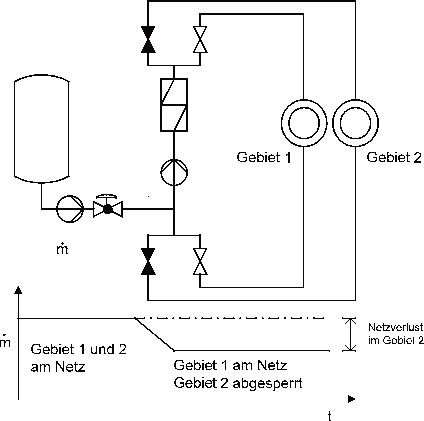 Gebiet 1
Gebiet 2
ṁ
ṁ
Gebiet 1 und 2
am Netz
Gebiet 1 am Netz
Gebiet 2 abgesperrt
Netzverlust
im Gebiet 2
t